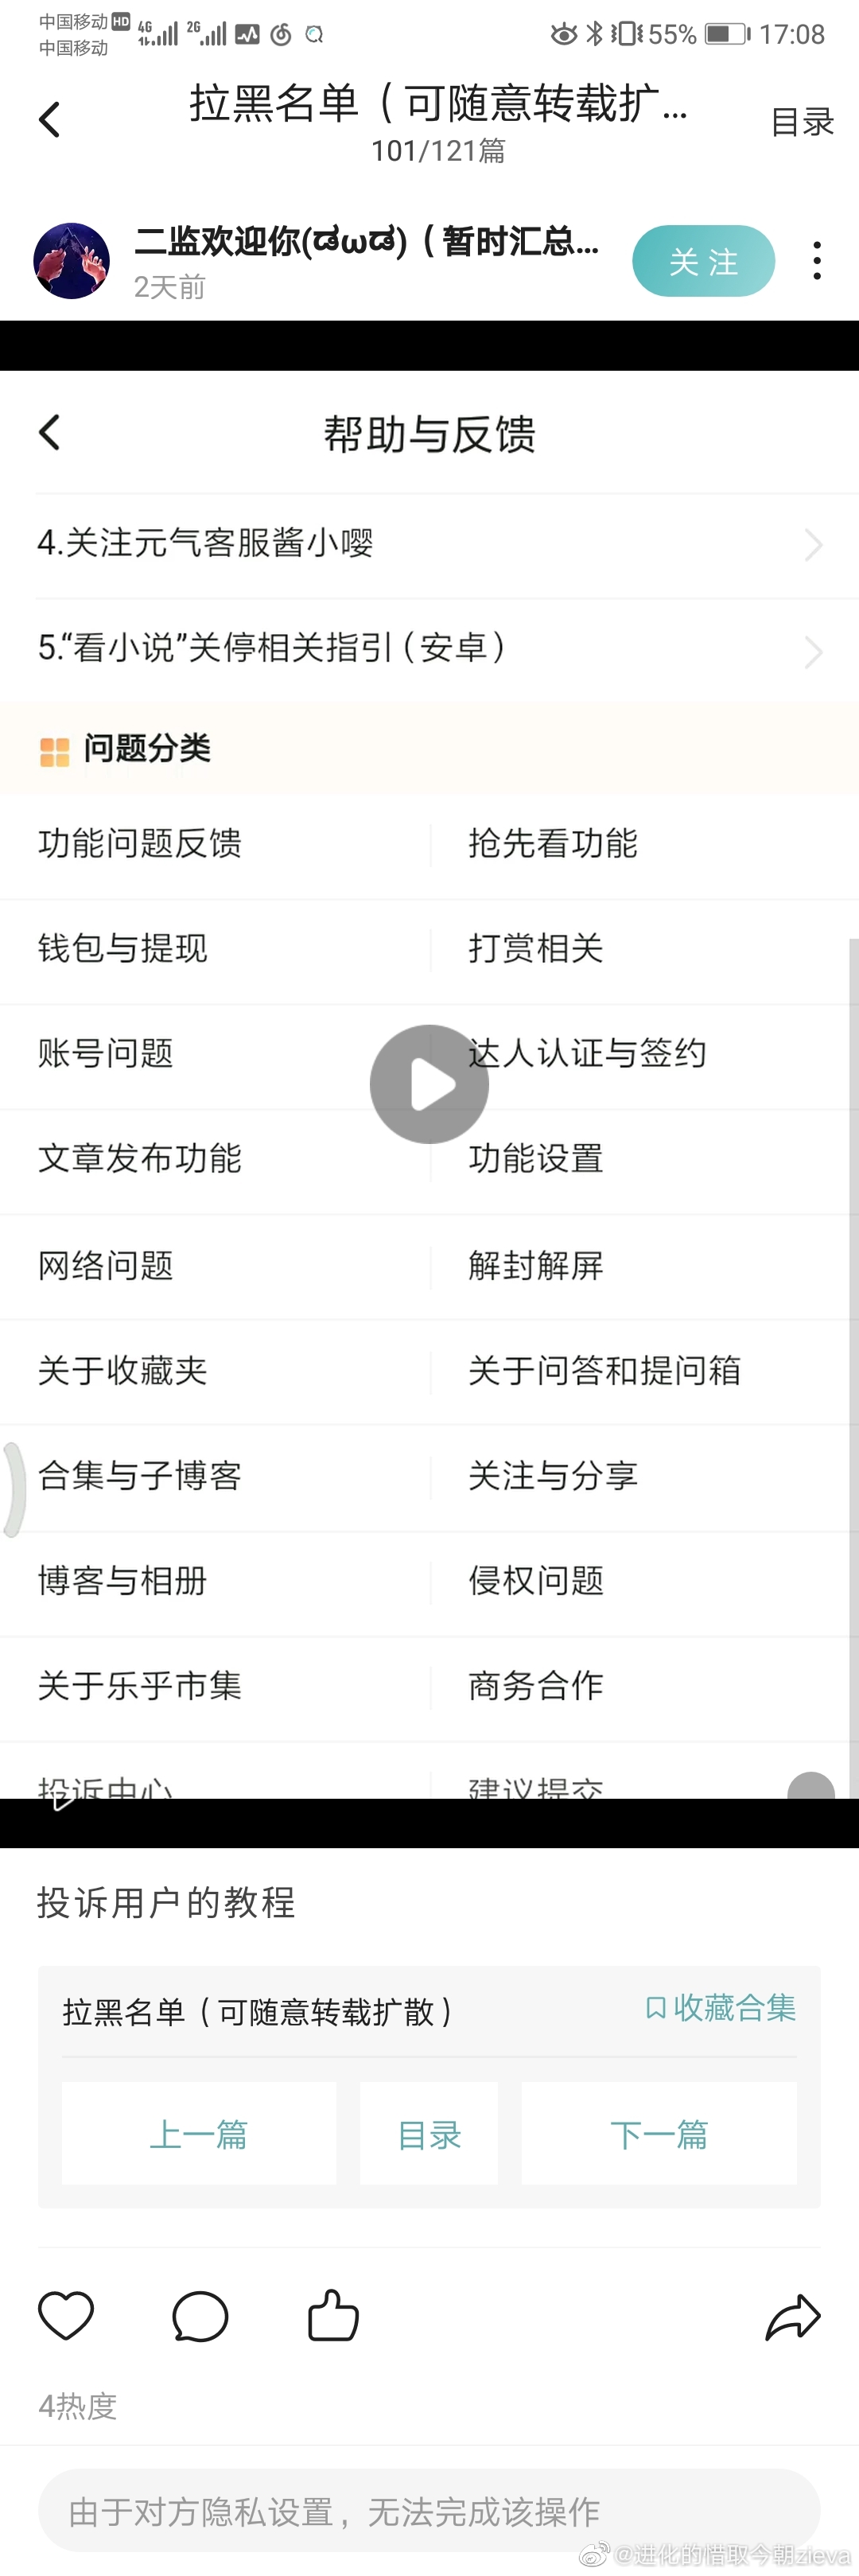 中国移动 HD 4G 2G 55% 17:08
中国移动
拉黑名单（可随意转载扩...
101/121篇
目录
二监欢迎你(ದωದ)（暂时汇总...
2天前
关注
帮助与反馈
4.关注元气客服酱小嘤
5.“看小说”关停相关指引（安卓）
问题分类
功能问题反馈 抢先看功能
钱包与提现 打赏相关
账号问题 达人认证与签约
文章发布功能 功能设置
网络问题 解封解屏
关于收藏夹 关于问答和提问箱
合集与子博客 关注与分享
博客与相册 侵权问题
关于乐乎市集 商务合作
投诉中心 建议提交
投诉用户的教程
拉黑名单（可随意转载扩散） 收藏合集
上一篇 目录 下一篇
4热度
由于对方隐私设置，无法完成该操作
@进化的惜取今朝zieva